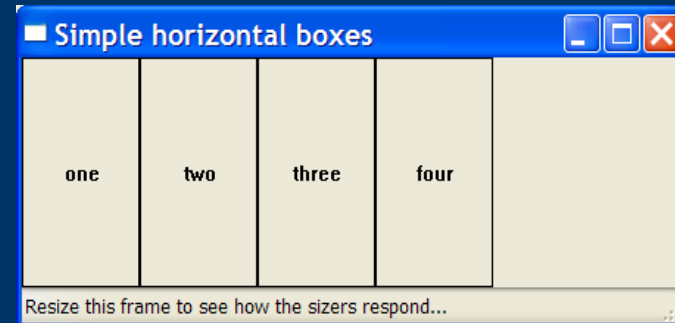 Simple horizontal boxes
one two three four
Resize this frame to see how the sizers respond...